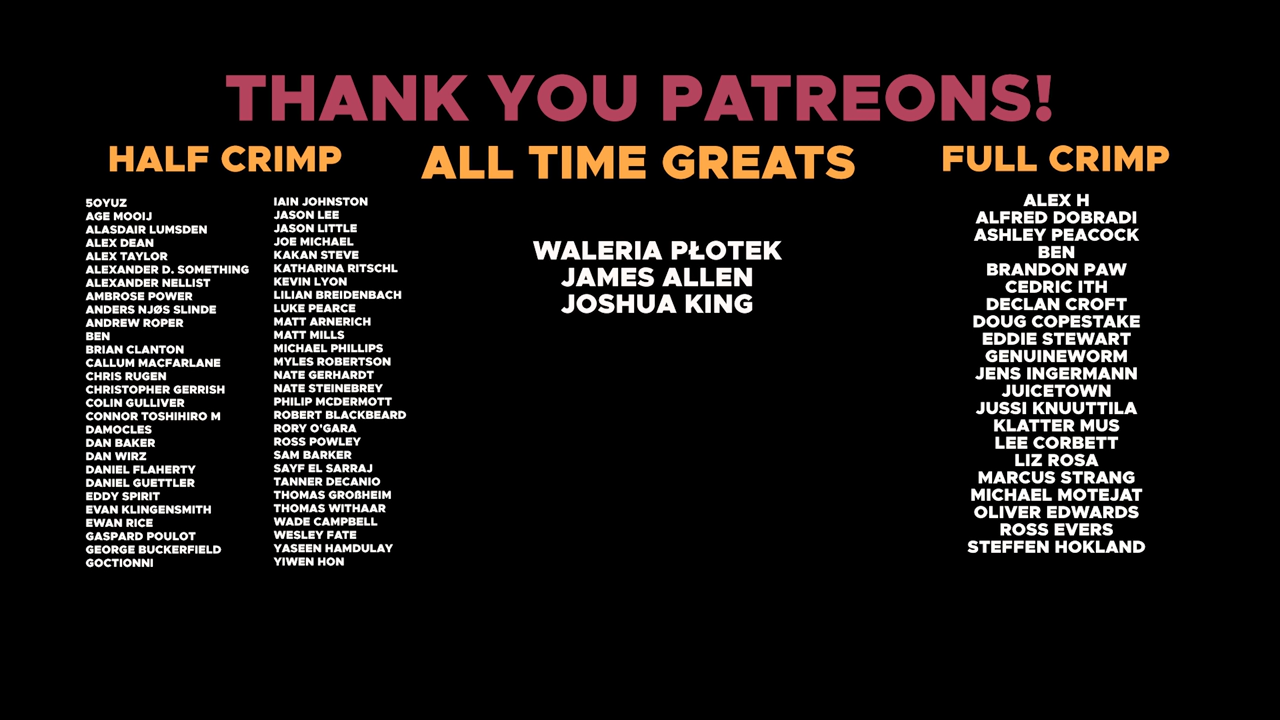 THANK YOU PATREONS!
HALF CRIMP
5OYUZ
AGE MOOIJ
ALASDAIR LUMSDEN
ALEX DEAN
ALEX TAYLOR
ALEXANDER D. SOMETHING
ALEXANDER NELLIST
AMBROSE POWER
ANDERS NJØS SLINDE
ANDREW ROPER
BEN
BRIAN CLANTON
CALLUM MACFARLANE
CHRIS RUGEN
CHRISTOPHER GERRISH
COLIN GULLIVER
CONNOR TOSHIHIRO M
DAMOCLES
DAN BAKER
DAN WIRZ
DANIEL FLAHERTY
DANIEL GUETTLER
EDDY SPIRIT
EVAN KLINGENSMITH
EWAN RICE
GASPARD POULOT
GEORGE BUCKERFIELD
GOCTIONNI
IAIN JOHNSTON
JASON LEE
JASON LITTLE
JOE MICHAEL
KAKAN STEVE
KATHARINA RITSCHL
KEVIN LYON
LILIAN BREIDENBACH
LUKE PEARCE
MATT ARNERICH
MATT MILLS
MICHAEL PHILLIPS
MYLES ROBERTSON
NATE GERHARDT
NATE STEINEBREY
PHILIP MCDERMOTT
ROBERT BLACKBEARD
RORY O'GARA
ROSS POWLEY
SAM BARKER
SAYF EL SARRAJ
TANNER DECANIO
THOMAS GROßHEIM
THOMAS WITHAAR
WADE CAMPBELL
WESLEY FATE
YASEEN HAMDULAY
YIWEN HON
ALL TIME GREATS
WALERIA PŁOTEK
JAMES ALLEN
JOSHUA KING
FULL CRIMP
ALEX H
ALFRED DOBRADI
ASHLEY PEACOCK
BEN
BRANDON PAW
CEDRIC ITH
DECLAN CROFT
DOUG COPESTAKE
EDDIE STEWART
GENUINEWORM
JENS INGERMANN
JUICETOWN
JUSSI KNUUTTILA
KLATTER MUS
LEE CORBETT
LIZ ROSA
MARCUS STRANG
MICHAEL MOTEJAT
OLIVER EDWARDS
ROSS EVERS
STEFFEN HOKLAND